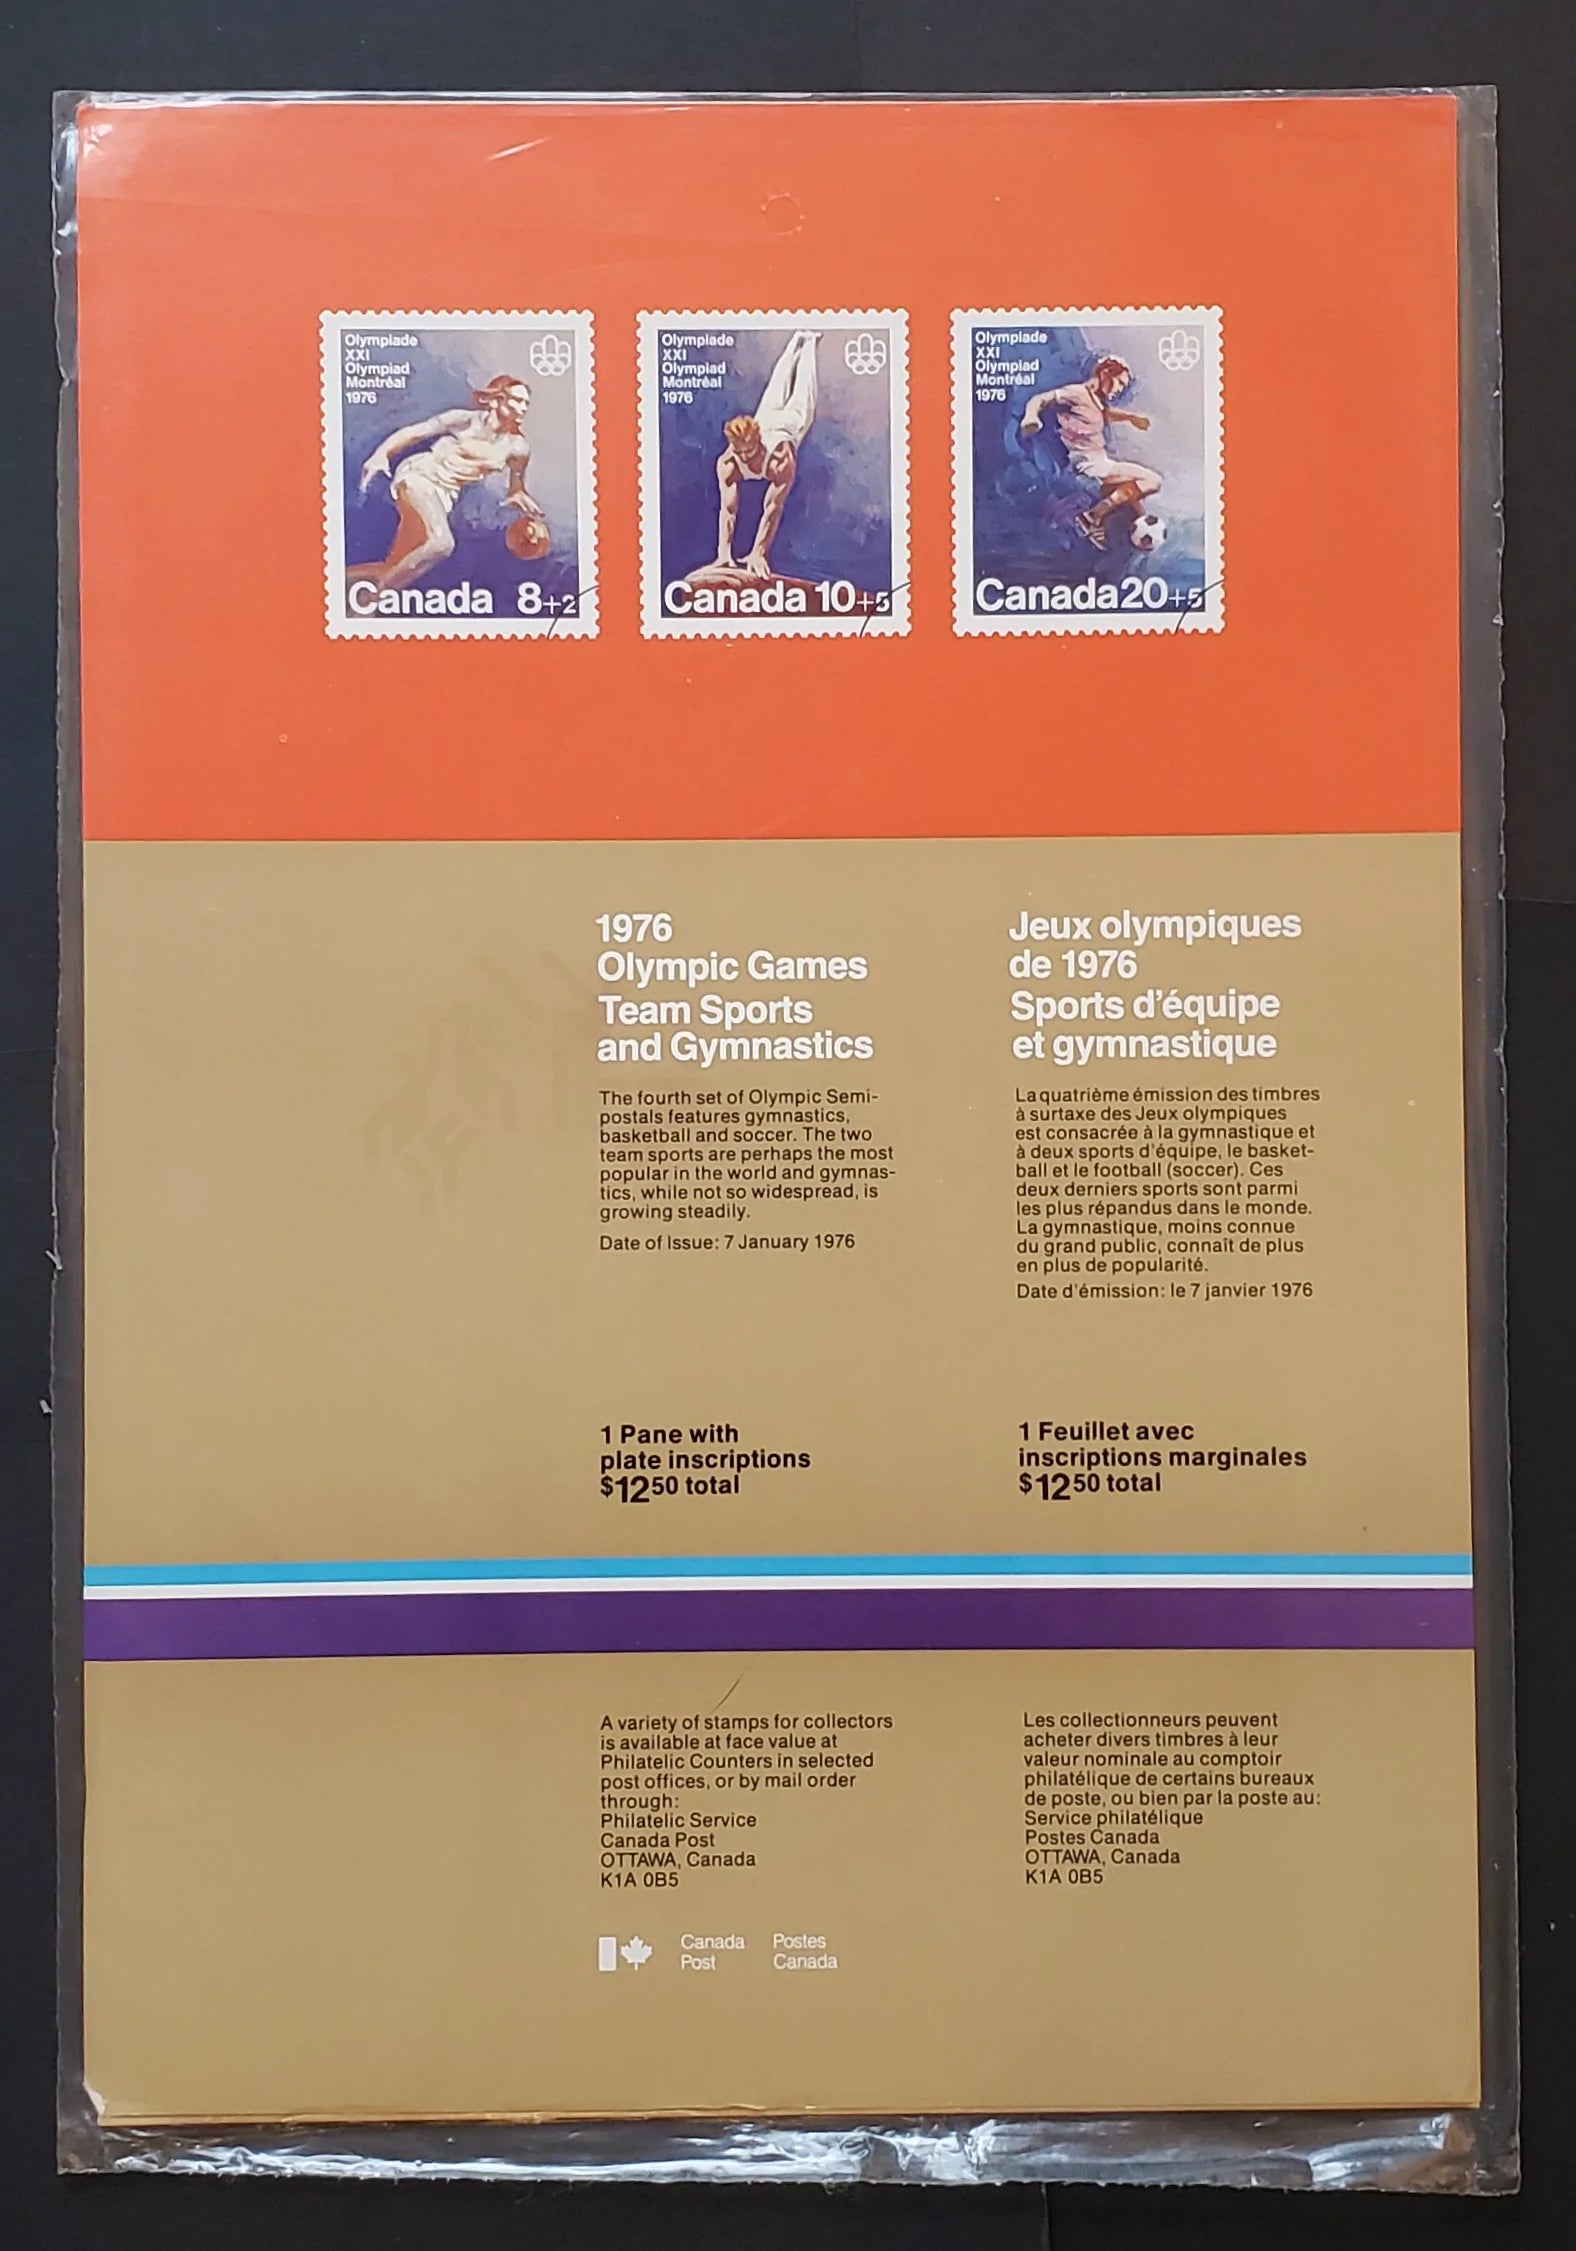 Olympiade
XXI
Olympiad
Montréal
1976
Canada 8+2
Olympiade
XXI
Olympiad
Montréal
1976
Canada 10+5
Olympiade
XXI
Olympiad
Montréal
1976
Canada 20+5
1976
Olympic Games
Team Sports
and Gymnastics
The fourth set of Olympic Semi-
postals features gymnastics,
basketball and soccer. The two
team sports are perhaps the most
popular in the world and gymnas-
tics, while not so widespread, is
growing steadily.
Date of Issue: 7 January 1976
1 Pane with
plate inscriptions
$12 50 total
Jeux olympiques
de 1976
Sports d'équipe
et gymnastique
La quatrième émission des timbres
à surtaxe des Jeux olympiques
est consacrée à la gymnastique et
à deux sports d'équipe, le basket-
ball et le football (soccer). Ces
deux derniers sports sont parmi
les plus répandus dans le monde.
La gymnastique, moins connue
du grand public, connaît de plus
en plus de popularité.
Date d'émission: le 7 janvier 1976
1 Feuillet avec
inscriptions marginales
$12 50 total
A variety of stamps for collectors
is available at face value at
Philatelic Counters in selected
post offices, or by mail order
through:
Philatelic Service
Canada Post
OTTAWA, Canada
K1A 0B5
Les collectionneurs peuvent
acheter divers timbres à leur
valeur nominale au comptoir
philatélique de certains bureaux
de poste, ou bien par la poste au:
Service philatélique
Postes Canada
OTTAWA, Canada
K1A 0B5
Canada
Post
Postes
Canada